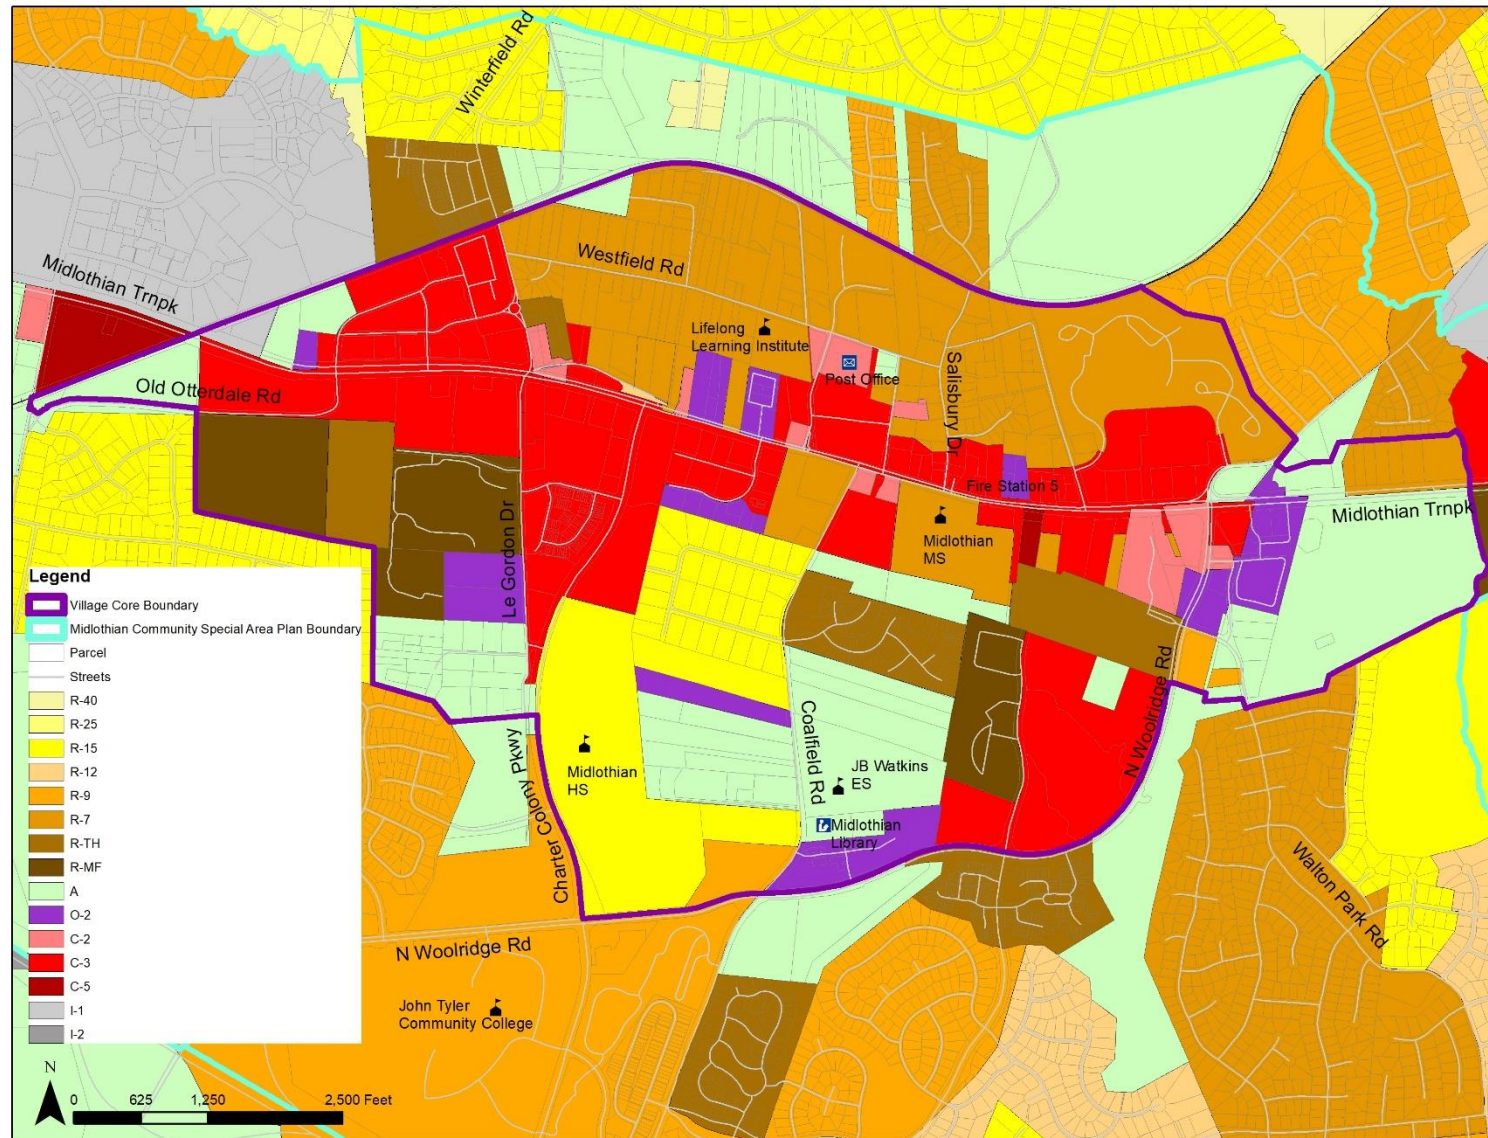 Winterfield Rd
Midlothian Trnpk
Westfield Rd
Lifelong
Learning Institute
Post Office
Salisbury Dr
Old Otterdale Rd
Fire Station 5
Midlothian Trnpk
Midlothian
MS
Le Gordon Dr
N Woolridge Rd
Coalfield Rd
Charter Colony Pkwy
Midlothian
HS
JB Watkins
ES
Midlothian
Library
Walton Park Rd
N Woolridge Rd
John Tyler
Community College
Legend
Village Core Boundary
Midlothian Community Special Area Plan Boundary
Parcel
Streets
R-40
R-25
R-15
R-12
R-9
R-7
R-TH
R-MF
A
O-2
C-2
C-3
C-5
I-1
I-2
N
0 625 1,250 2,500 Feet